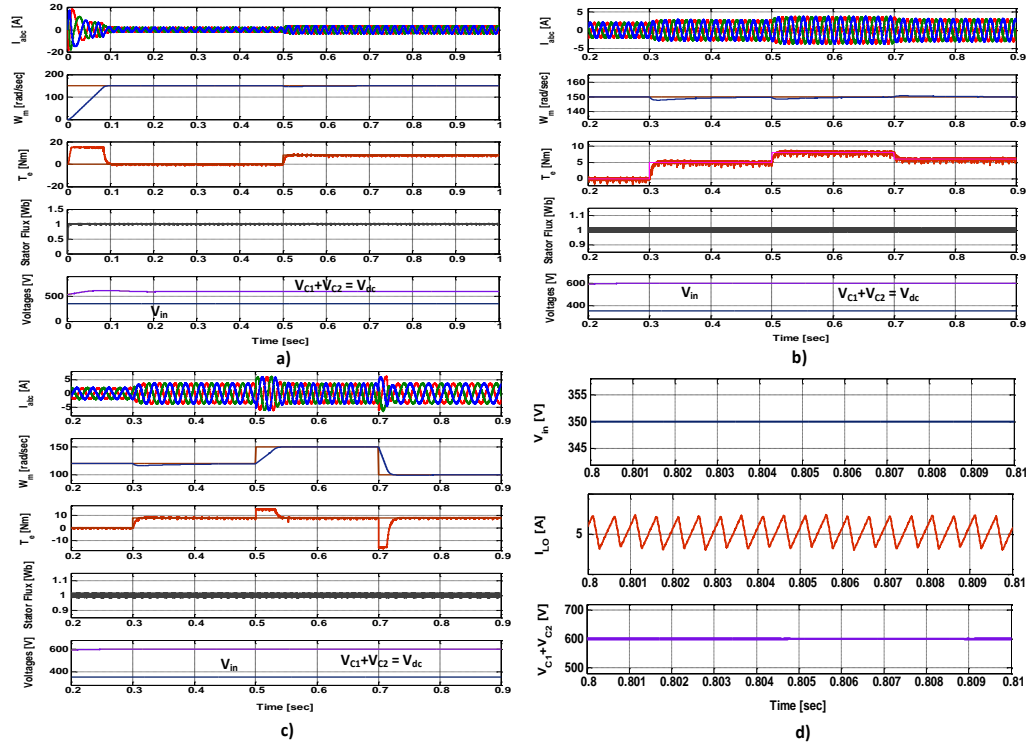 20
0
-20
I_abc [A]
0 0.1 0.2 0.3 0.4 0.5 0.6 0.7 0.8 0.9 1
200
100
0
W_m [rad/sec]
0 0.1 0.2 0.3 0.4 0.5 0.6 0.7 0.8 0.9 1
20
0
-20
T_e [Nm]
0 0.1 0.2 0.3 0.4 0.5 0.6 0.7 0.8 0.9 1
1.5
1
0.5
0
Stator Flux [Wb]
0 0.1 0.2 0.3 0.4 0.5 0.6 0.7 0.8 0.9 1
500
Voltages [V]
V_C1+V_C2 = V_dc
V_in
0 0.1 0.2 0.3 0.4 0.5 0.6 0.7 0.8 0.9 1
Time [sec]
a)
5
0
-5
I_abc [A]
0.2 0.3 0.4 0.5 0.6 0.7 0.8 0.9
160
150
140
W_m [rad/sec]
0.2 0.3 0.4 0.5 0.6 0.7 0.8 0.9
10
5
0
T_e [Nm]
0.2 0.3 0.4 0.5 0.6 0.7 0.8 0.9
1.1
1
0.9
Stator Flux [Wb]
0.2 0.3 0.4 0.5 0.6 0.7 0.8 0.9
600
400
Voltages [V]
V_in
V_C1+V_C2 = V_dc
0.2 0.3 0.4 0.5 0.6 0.7 0.8 0.9
Time [sec]
b)
5
0
-5
I_abc [A]
0.2 0.3 0.4 0.5 0.6 0.7 0.8 0.9
150
100
W_m [rad/sec]
0.2 0.3 0.4 0.5 0.6 0.7 0.8 0.9
10
0
-10
T_e [Nm]
0.2 0.3 0.4 0.5 0.6 0.7 0.8 0.9
1.1
1
0.9
Stator Flux [Wb]
0.2 0.3 0.4 0.5 0.6 0.7 0.8 0.9
600
400
Voltages [V]
V_in
V_C1+V_C2 = V_dc
0.2 0.3 0.4 0.5 0.6 0.7 0.8 0.9
Time [sec]
c)
355
350
345
V_in [V]
0.8 0.801 0.802 0.803 0.804 0.805 0.806 0.807 0.808 0.809 0.81
5
I_LO [A]
0.8 0.801 0.802 0.803 0.804 0.805 0.806 0.807 0.808 0.809 0.81
700
600
500
V_C1+V_C2 [V]
0.8 0.801 0.802 0.803 0.804 0.805 0.806 0.807 0.808 0.809 0.81
Time [sec]
d)